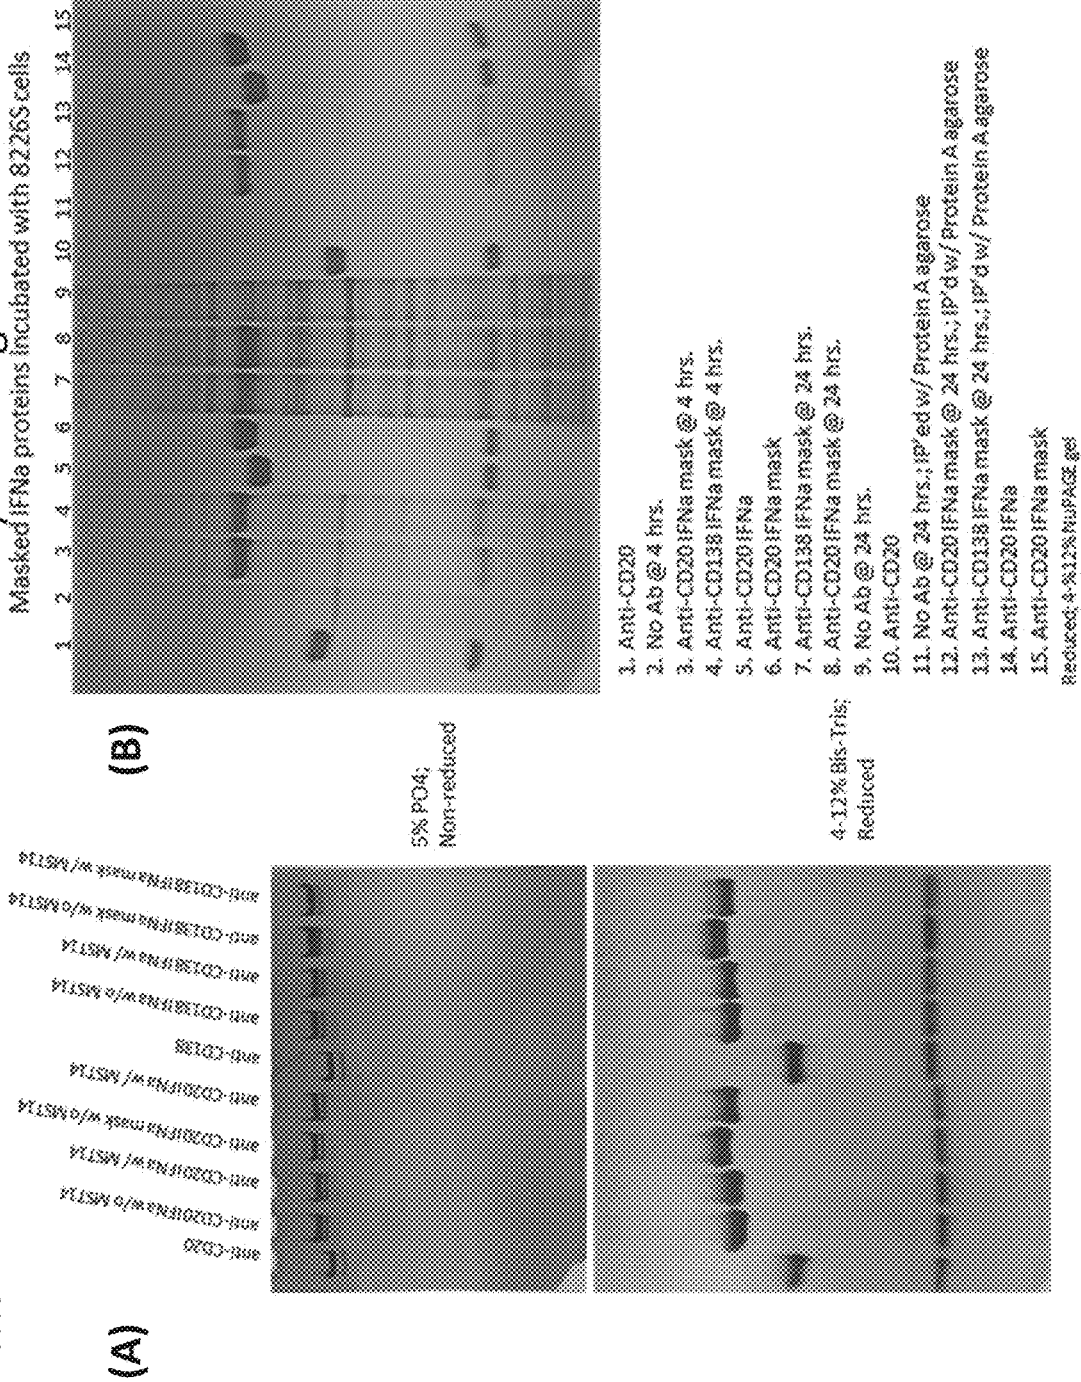 (A)
anti-CD20
anti-CD20IFNa w/o MST14
anti-CD20IFNa w/ MST14
anti-CD20IFNa mask w/o MST14
anti-CD20IFNa w/ MST14
anti-CD138
anti-CD138IFNa w/o MST14
anti-CD138IFNa w/ MST14
anti-CD138IFNa mask w/o MST14
anti-CD138IFNa mask w/ MST14
5% PO4;
Non-reduced
4-12% Bis-Tris;
Reduced
(B)
Masked IFNa proteins incubated with 8226S cells
1 2 3 4 5 6 7 8 9 10 11 12 13 14 15
1. Anti-CD20
2. No Ab @ 4 hrs.
3. Anti-CD20 IFNa mask @ 4 hrs.
4. Anti-CD138 IFNa mask @ 4 hrs.
5. Anti-CD20 IFNa
6. Anti-CD20 IFNa mask
7. Anti-CD138 IFNa mask @ 24 hrs.
8. Anti-CD20 IFNa mask @ 24 hrs.
9. No Ab @ 24 hrs.
10. Anti-CD20
11. No Ab @ 24 hrs.; IP'ed w/ Protein A agarose
12. Anti-CD20 IFNa mask @ 24 hrs.; IP'd w/ Protein A agarose
13. Anti-CD138 IFNa mask @ 24 hrs.; IP'd w/ Protein A agarose
14. Anti-CD20 IFNa
15. Anti-CD20 IFNa mask
Reduced; 4-%12% NuPAGE gel